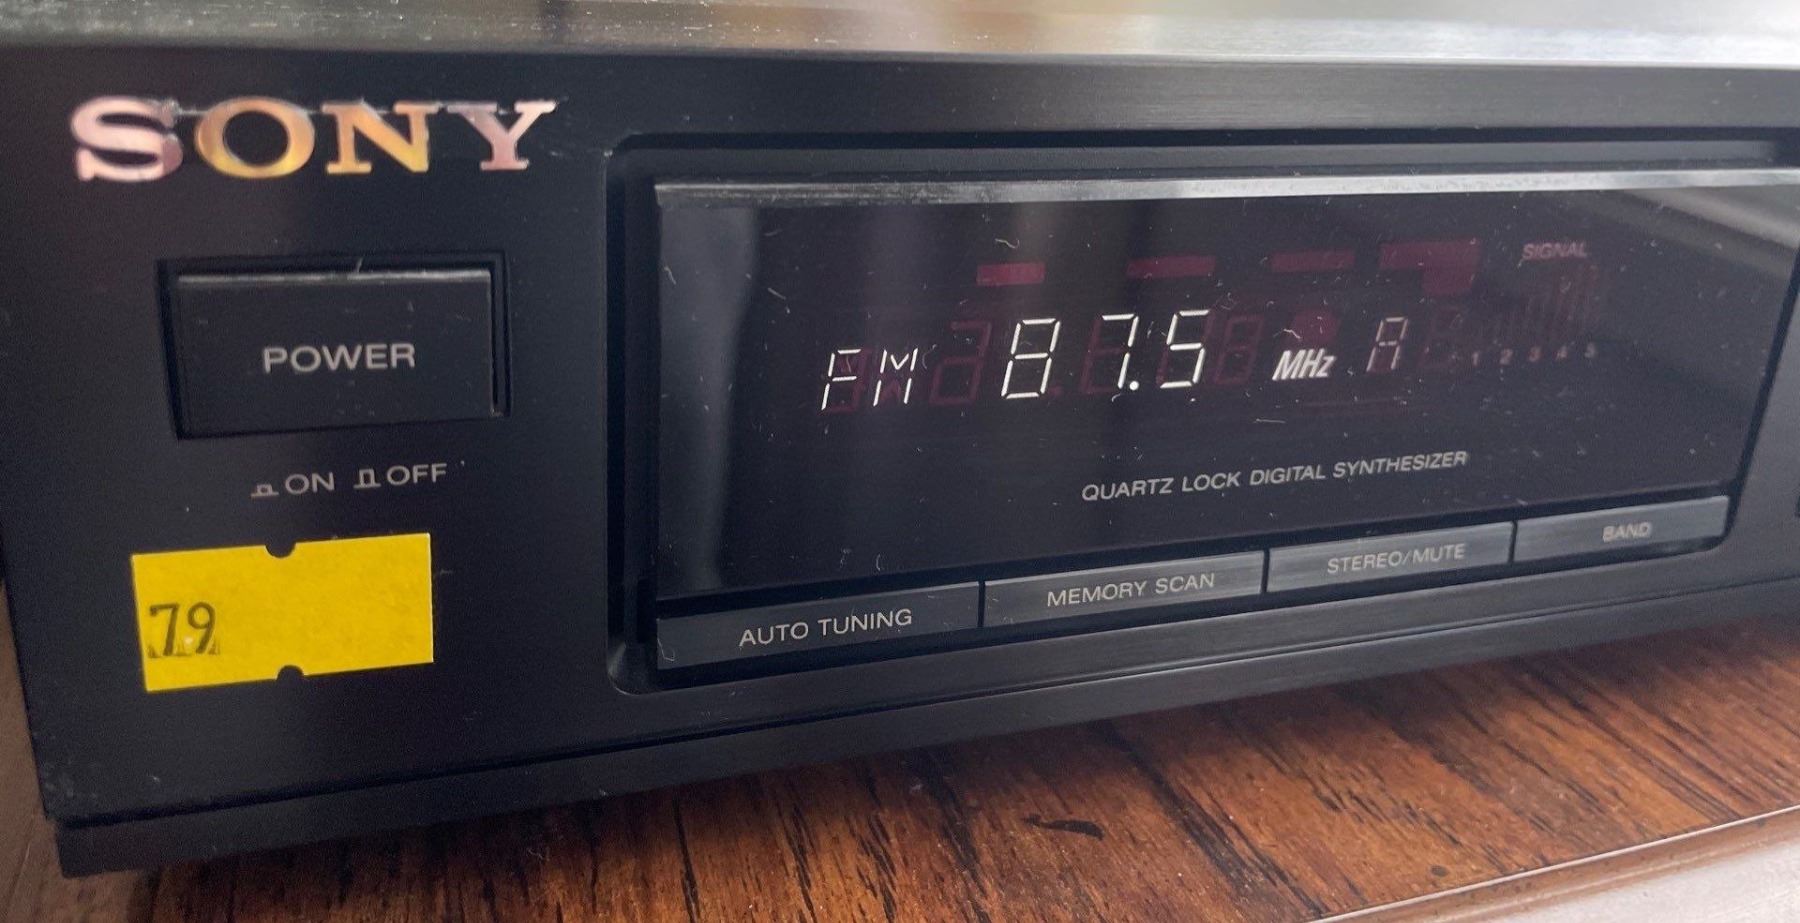 SONY
POWER
ON OFF
79
SIGNAL
FM 87.5 MHz A
1 2 3 4 5
QUARTZ LOCK DIGITAL SYNTHESIZER
AUTO TUNING MEMORY SCAN STEREO/MUTE BAND